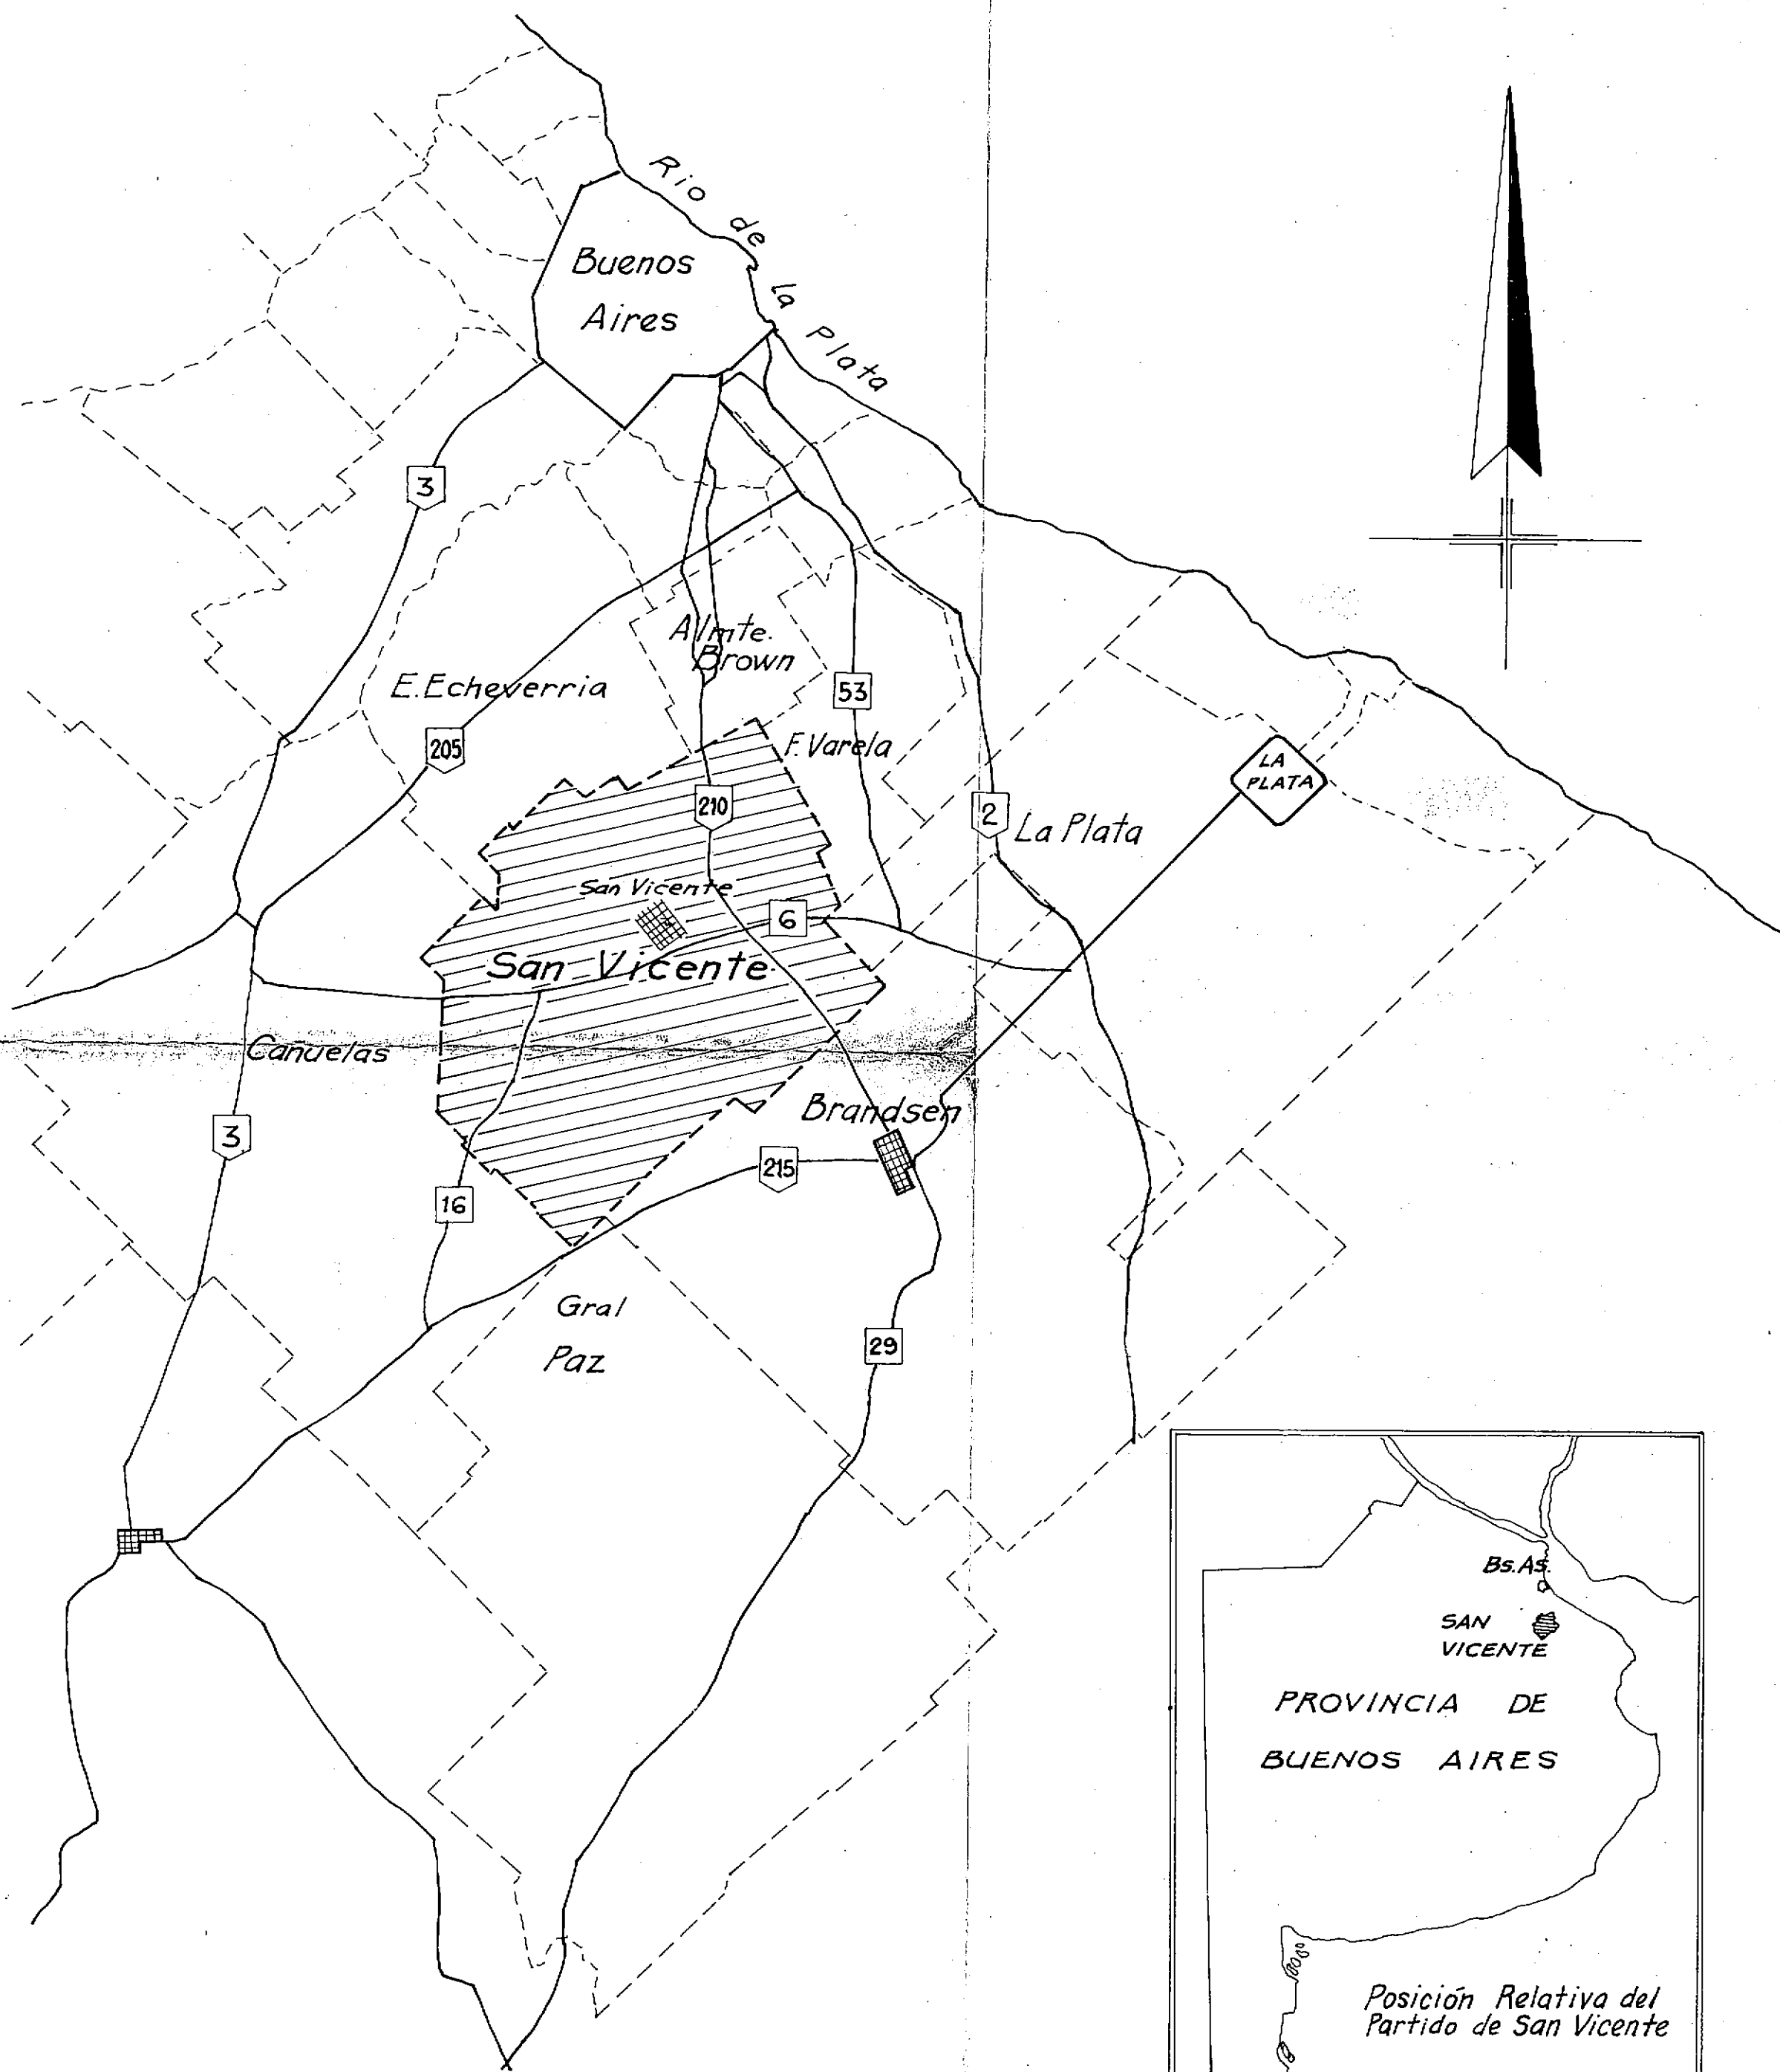 Rio de la Plata
Buenos
Aires
3
Almte.
Brown
E. Echeverria
53
205
F. Varela
LA
PLATA
210
2
La Plata
San Vicente
6
San Vicente
Cañuelas
Brandsen
3
215
16
Gral
Paz
29
Bs. As.
SAN
VICENTE
PROVINCIA DE
BUENOS AIRES
Posición Relativa del
Partido de San Vicente